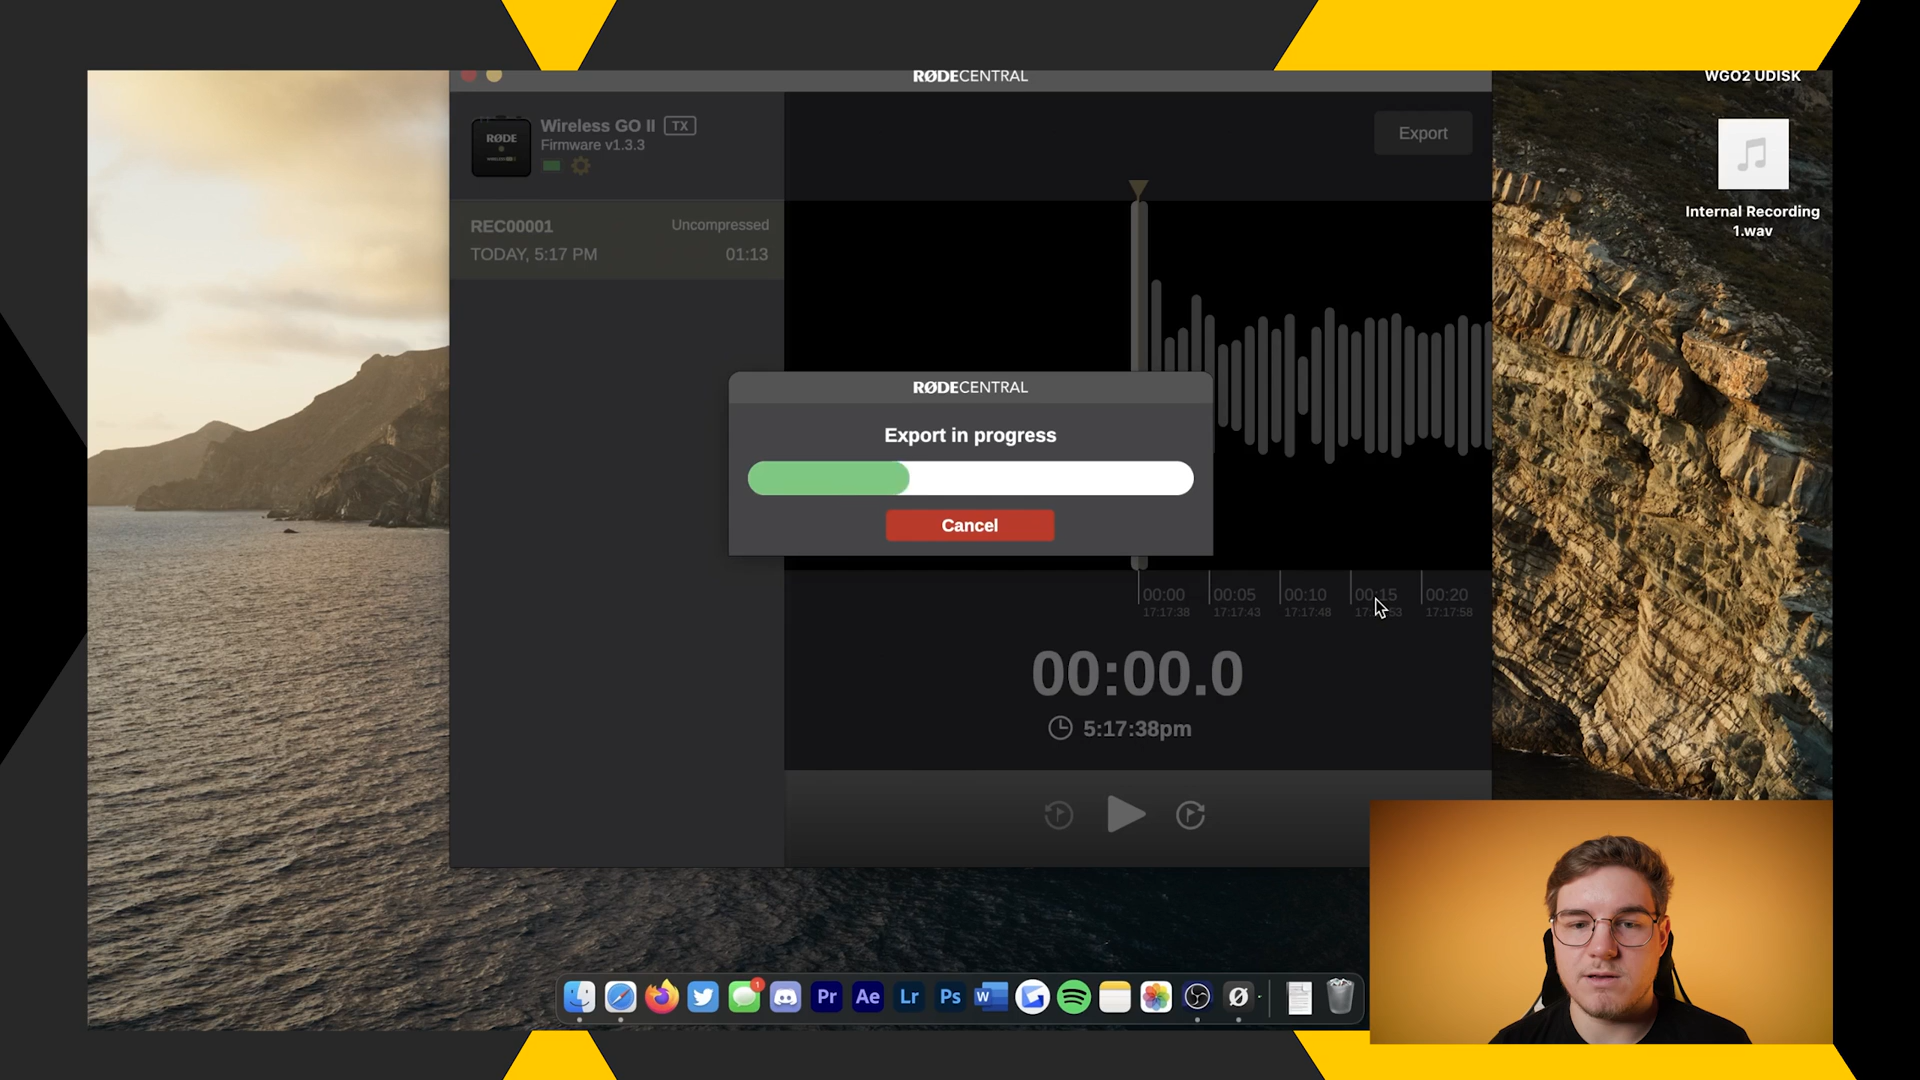 RØDECENTRAL
WGO2 UDISK
RØDE
Wireless GO II TX
Firmware v1.3.3
Export
Internal Recording
1.wav
REC00001 Uncompressed
TODAY, 5:17 PM 01:13
RØDECENTRAL
Export in progress
Cancel
00:00 00:05 00:10 00:15 00:20
17:17:38 17:17:43 17:17:48 17:17:58
00:00.0
5:17:38pm
1
Pr Ae Lr Ps W